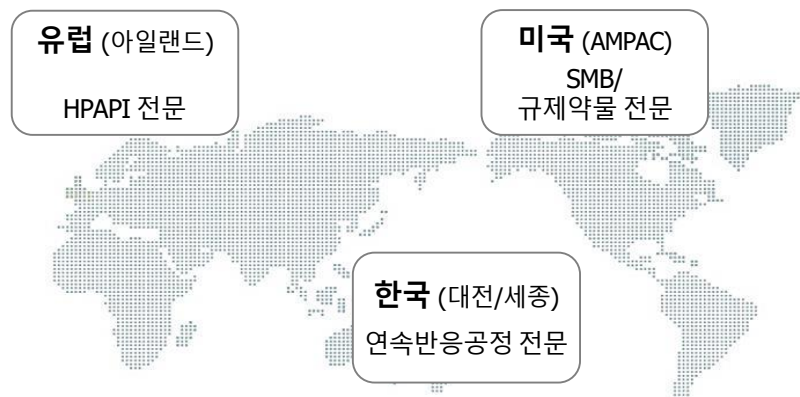 유럽 (아일랜드)
HPAPI 전문
미국 (AMPAC)
SMB/
규제약물 전문
한국 (대전/세종)
연속반응공정 전문